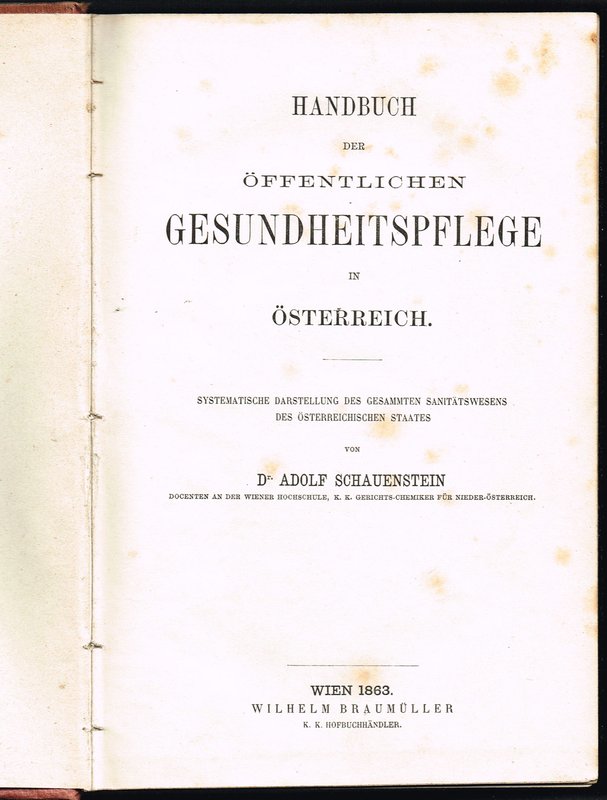 HANDBUCH
DER
ÖFFENTLICHEN
GESUNDHEITSPFLEGE
IN
ÖSTERREICH.
SYSTEMATISCHE DARSTELLUNG DES GESAMMTEN SANITÄTSWESENS
DES ÖSTERREICHISCHEN STAATES
VON
Dr. ADOLF SCHAUENSTEIN
DOCENTEN AN DER WIENER HOCHSCHULE, K. K. GERICHTS-CHEMIKER FÜR NIEDER-ÖSTERREICH.
WIEN 1863.
WILHELM BRAUMÜLLER
K. K. HOFBUCHHÄNDLER.